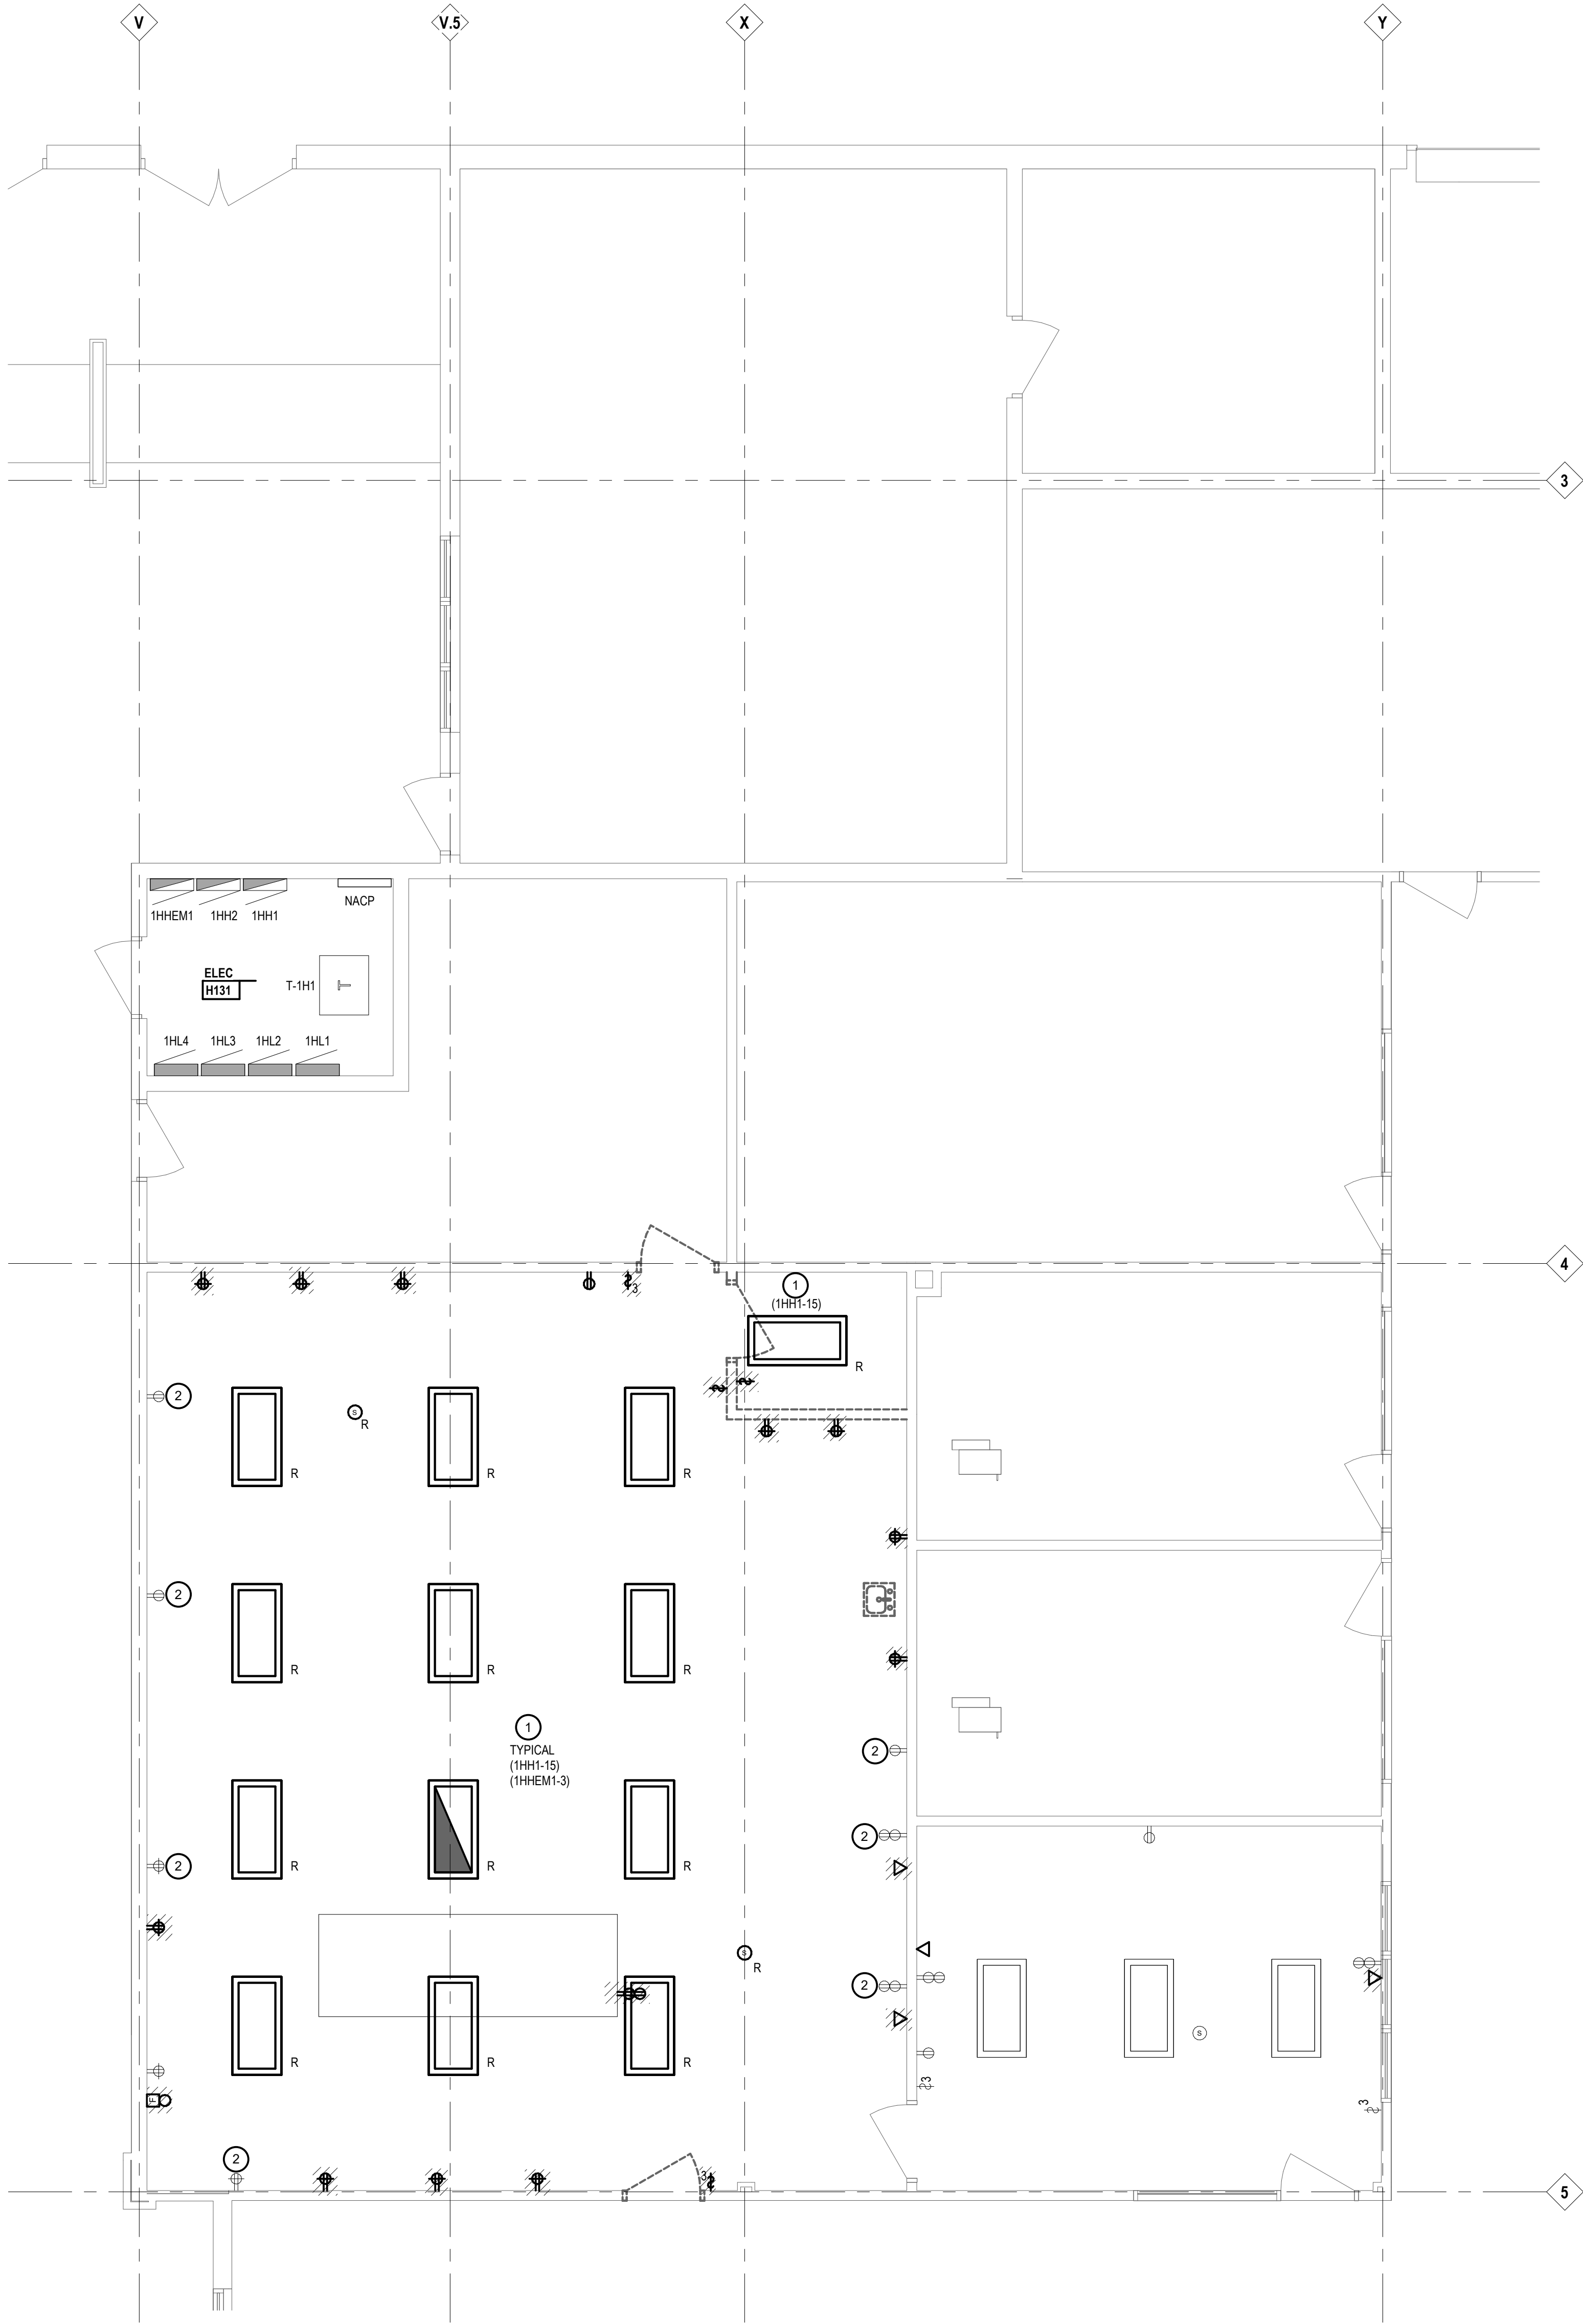 V
V.5
X
Y
3
1HHEM1
1HH2
1HH1
NACP
ELEC
H131
T-1H1
1HL4
1HL3
1HL2
1HL1
4
3
1
(1HH1-15)
R
2
S
R
R
R
R
2
R
R
R
1
TYPICAL
(1HH1-15)
(1HHEM1-3)
2
2
2
R
R
R
S
R
2
S
R
R
R
3
3
F
2
3
5